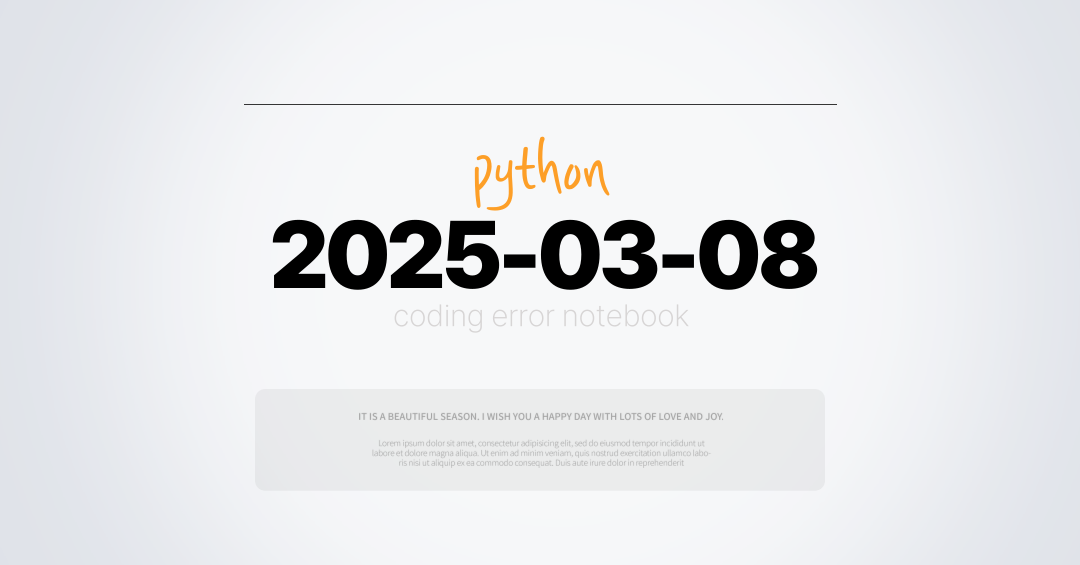 python
2025-03-08
coding error notebook
IT IS A BEAUTIFUL SEASON. I WISH YOU A HAPPY DAY WITH LOTS OF LOVE AND JOY.
Lorem ipsum dolor sit amet, consectetur adipisicing elit, sed do eiusmod tempor incididunt ut
labore et dolore magna aliqua. Ut enim ad minim veniam, quis nostrud exercitation ullamco labo-
ris nisi ut aliquip ex ea commodo consequat. Duis aute irure dolor in reprehenderit